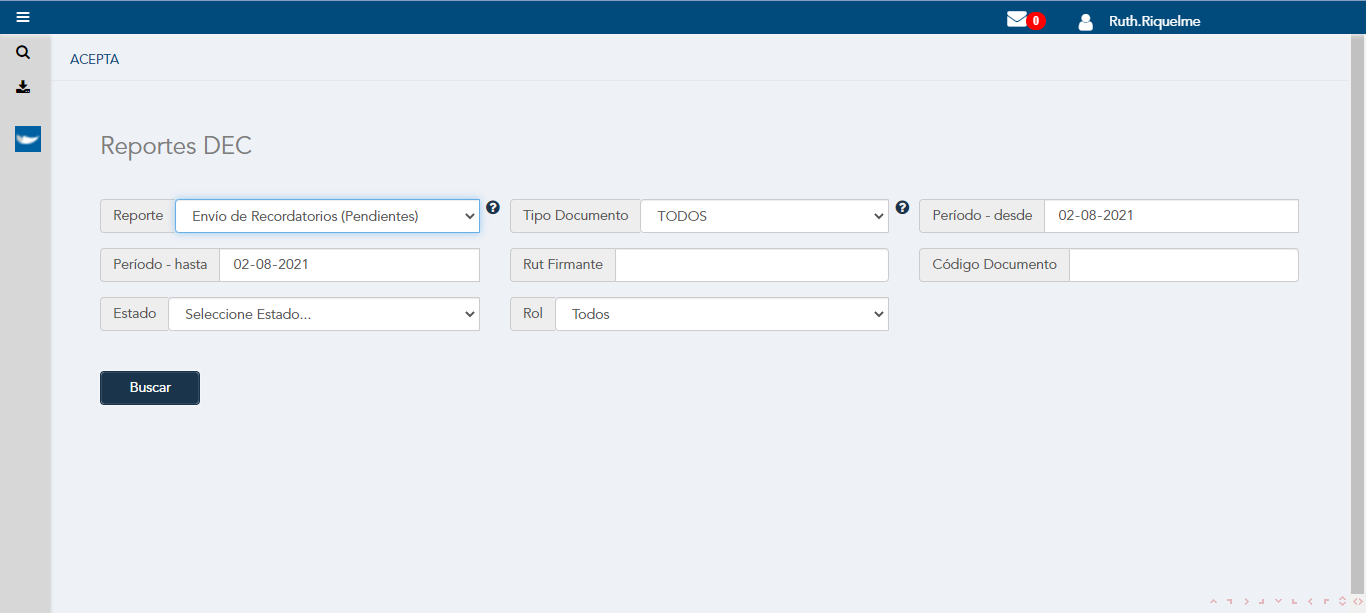 0 Ruth.Riquelme
ACEPTA
Reportes DEC
Reporte Envío de Recordatorios (Pendientes) Tipo Documento TODOS Período - desde 02-08-2021
Período - hasta 02-08-2021 Rut Firmante Código Documento
Estado Seleccione Estado... Rol Todos
Buscar